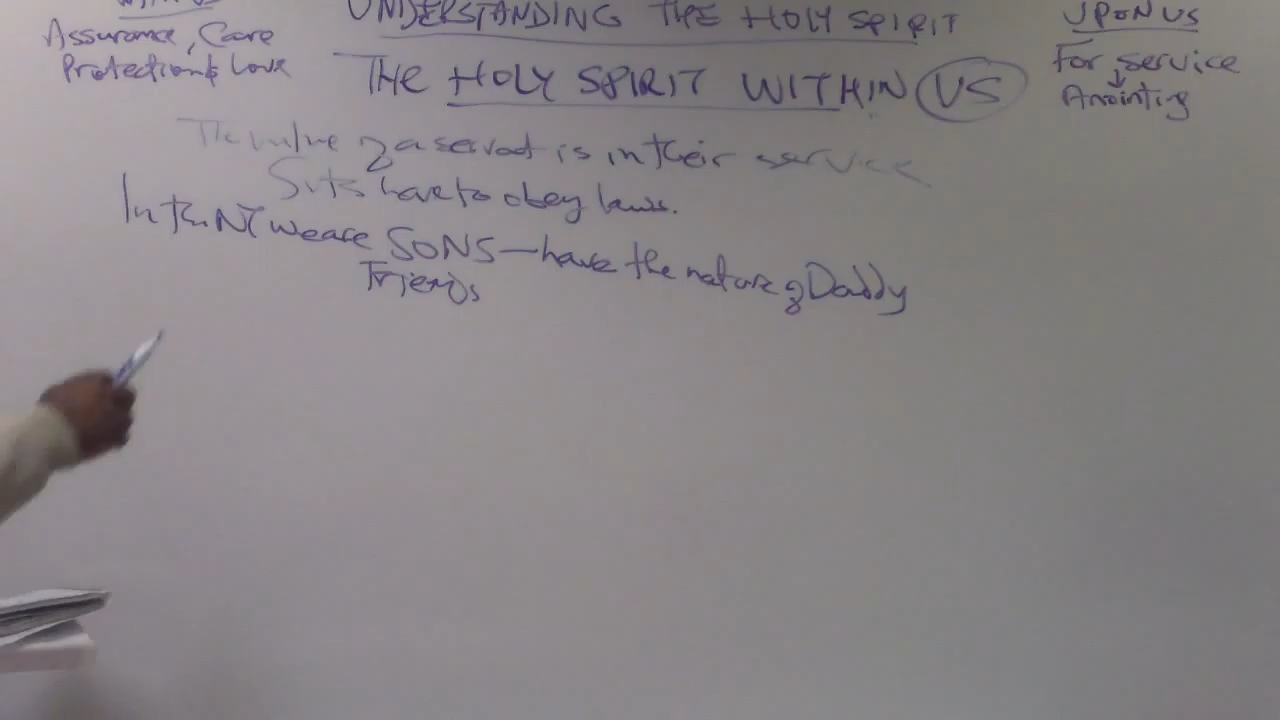 WITH US
Assurance, Care
Protection & Love
UNDERSTANDING THE HOLY SPIRIT
THE HOLY SPIRIT WITHIN US
UPON US
For service
↓
Anointing
The value of a servant is in their service
have to obey laws.
In the NT we are SONS — have the nature of Daddy
Friends